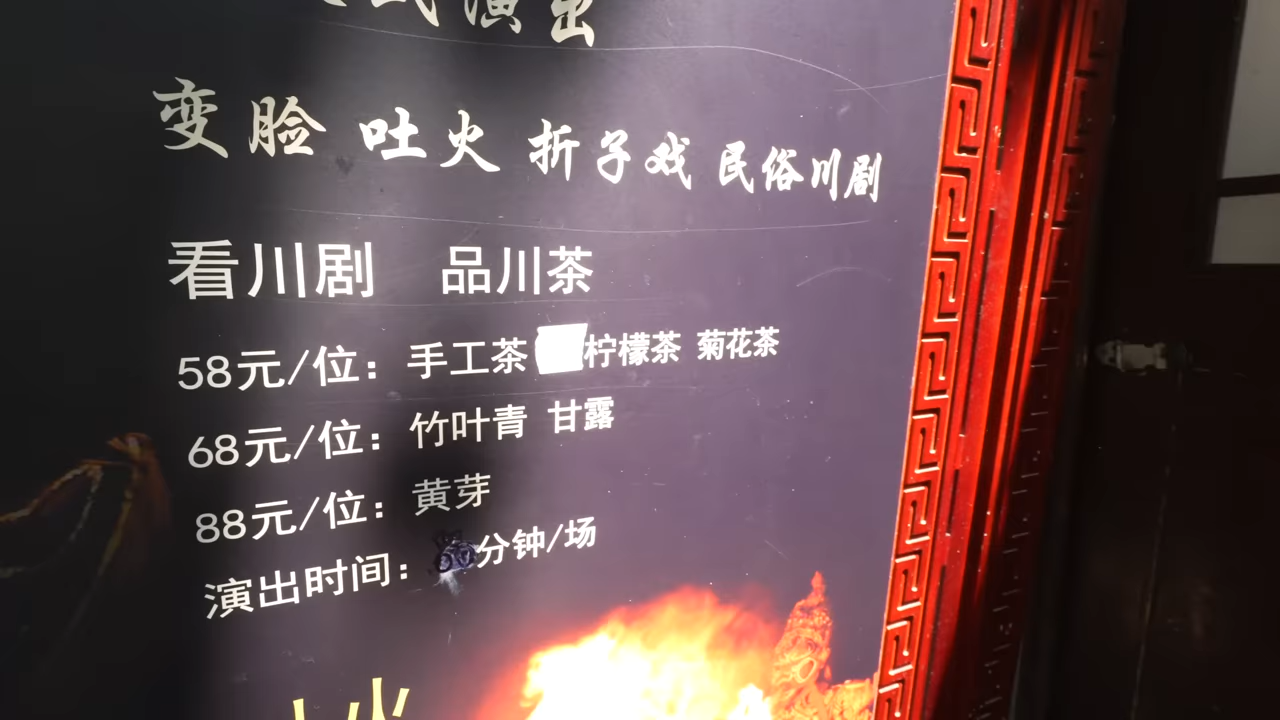 演出
变脸 吐火 折子戏 民俗川剧
看川剧 品川茶
58元/位：手工茶 柠檬茶 菊花茶
68元/位：竹叶青 甘露
88元/位：黄芽
演出时间： 分钟/场